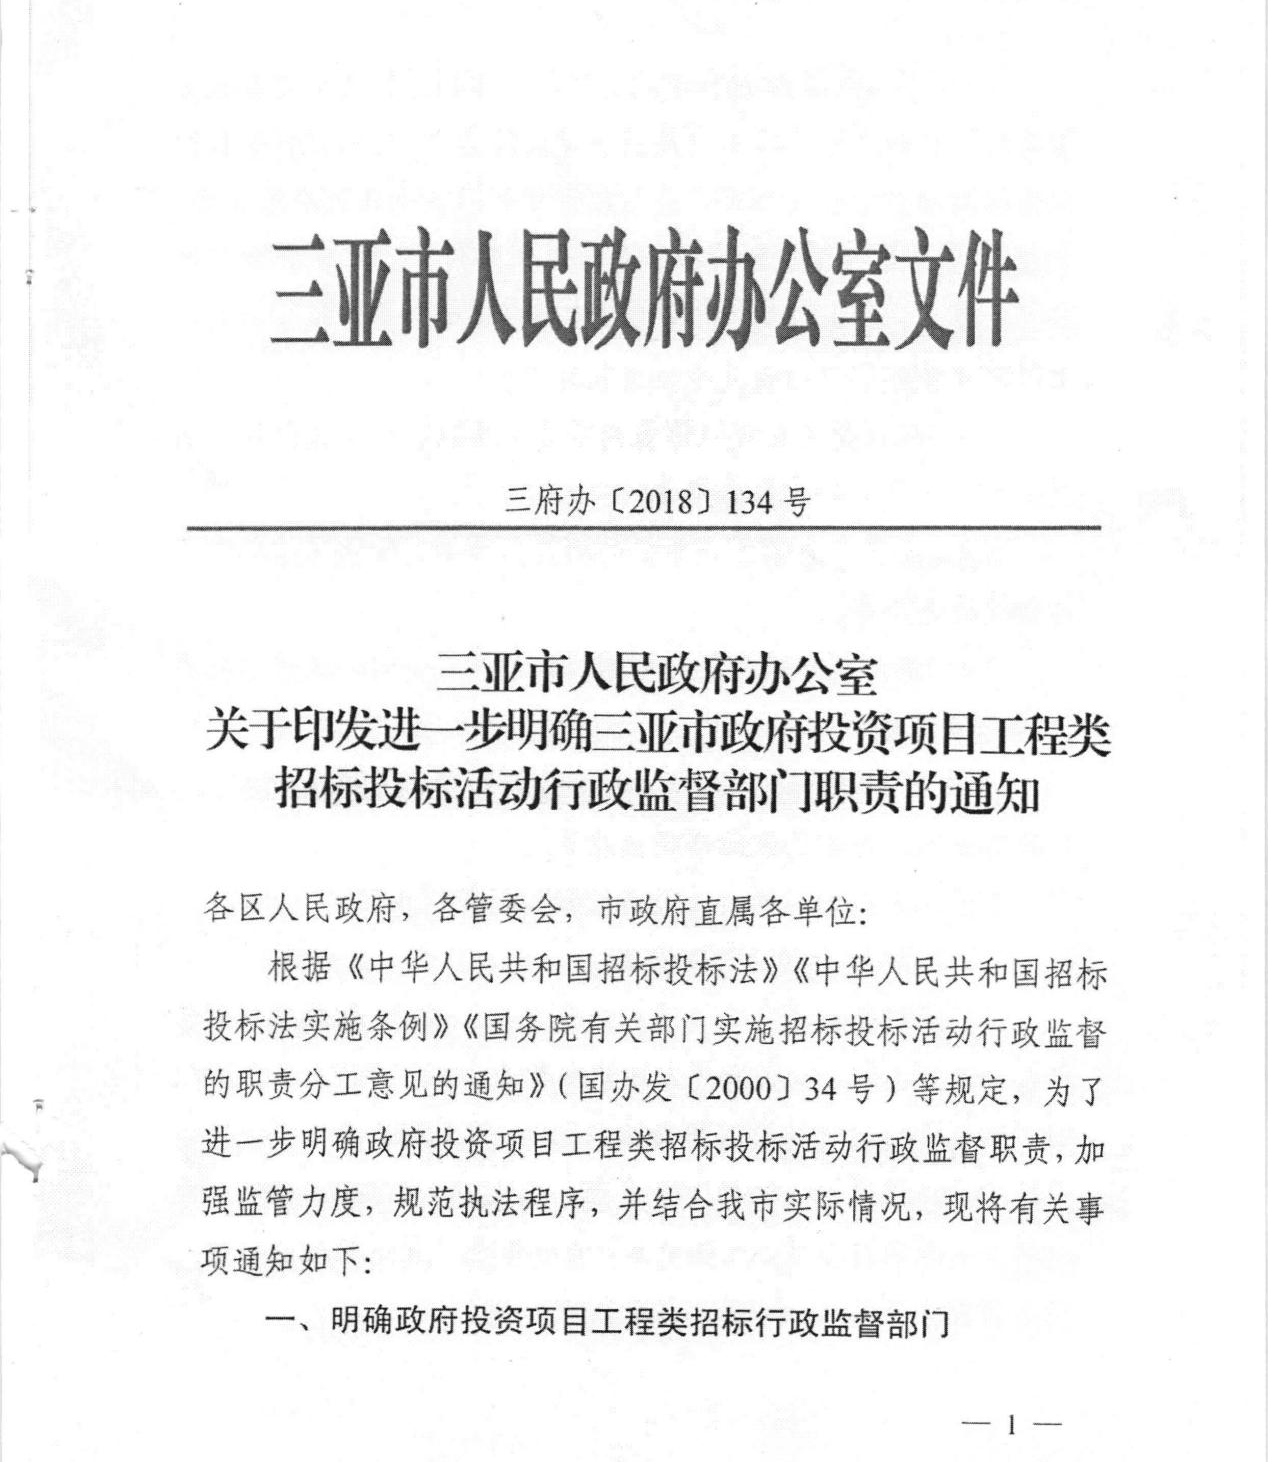 三亚市人民政府办公室文件
三府办〔2018〕134 号
三亚市人民政府办公室
关于印发进一步明确三亚市政府投资项目工程类
招标投标活动行政监督部门职责的通知
各区人民政府，各管委会，市政府直属各单位：
根据《中华人民共和国招标投标法》《中华人民共和国招标
投标法实施条例》《国务院有关部门实施招标投标活动行政监督
的职责分工意见的通知》（国办发〔2000〕34 号）等规定，为了
进一步明确政府投资项目工程类招标投标活动行政监督职责，加
强监管力度，规范执法程序，并结合我市实际情况，现将有关事
项通知如下：
一、明确政府投资项目工程类招标行政监督部门
— 1 —